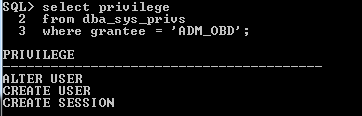 SQL> select privilege
2 from dba_sys_privs
3 where grantee = 'ADM_OBD';
PRIVILEGE
----------------------------------------
ALTER USER
CREATE USER
CREATE SESSION